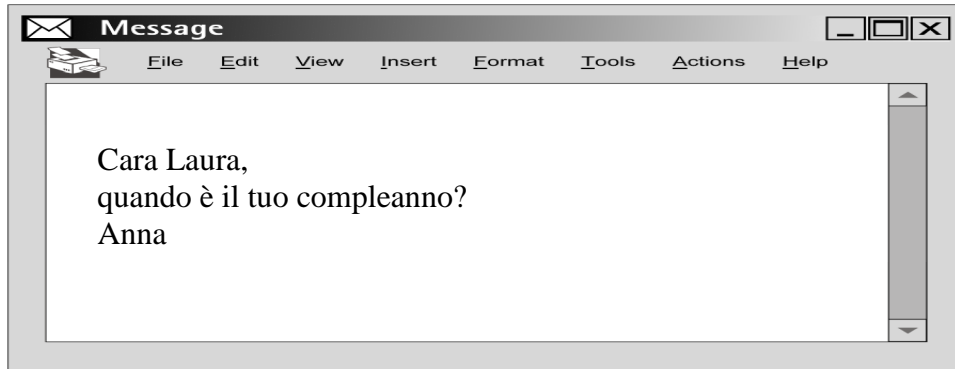 Message
File Edit View Insert Format Tools Actions Help
Cara Laura,
quando è il tuo compleanno?
Anna